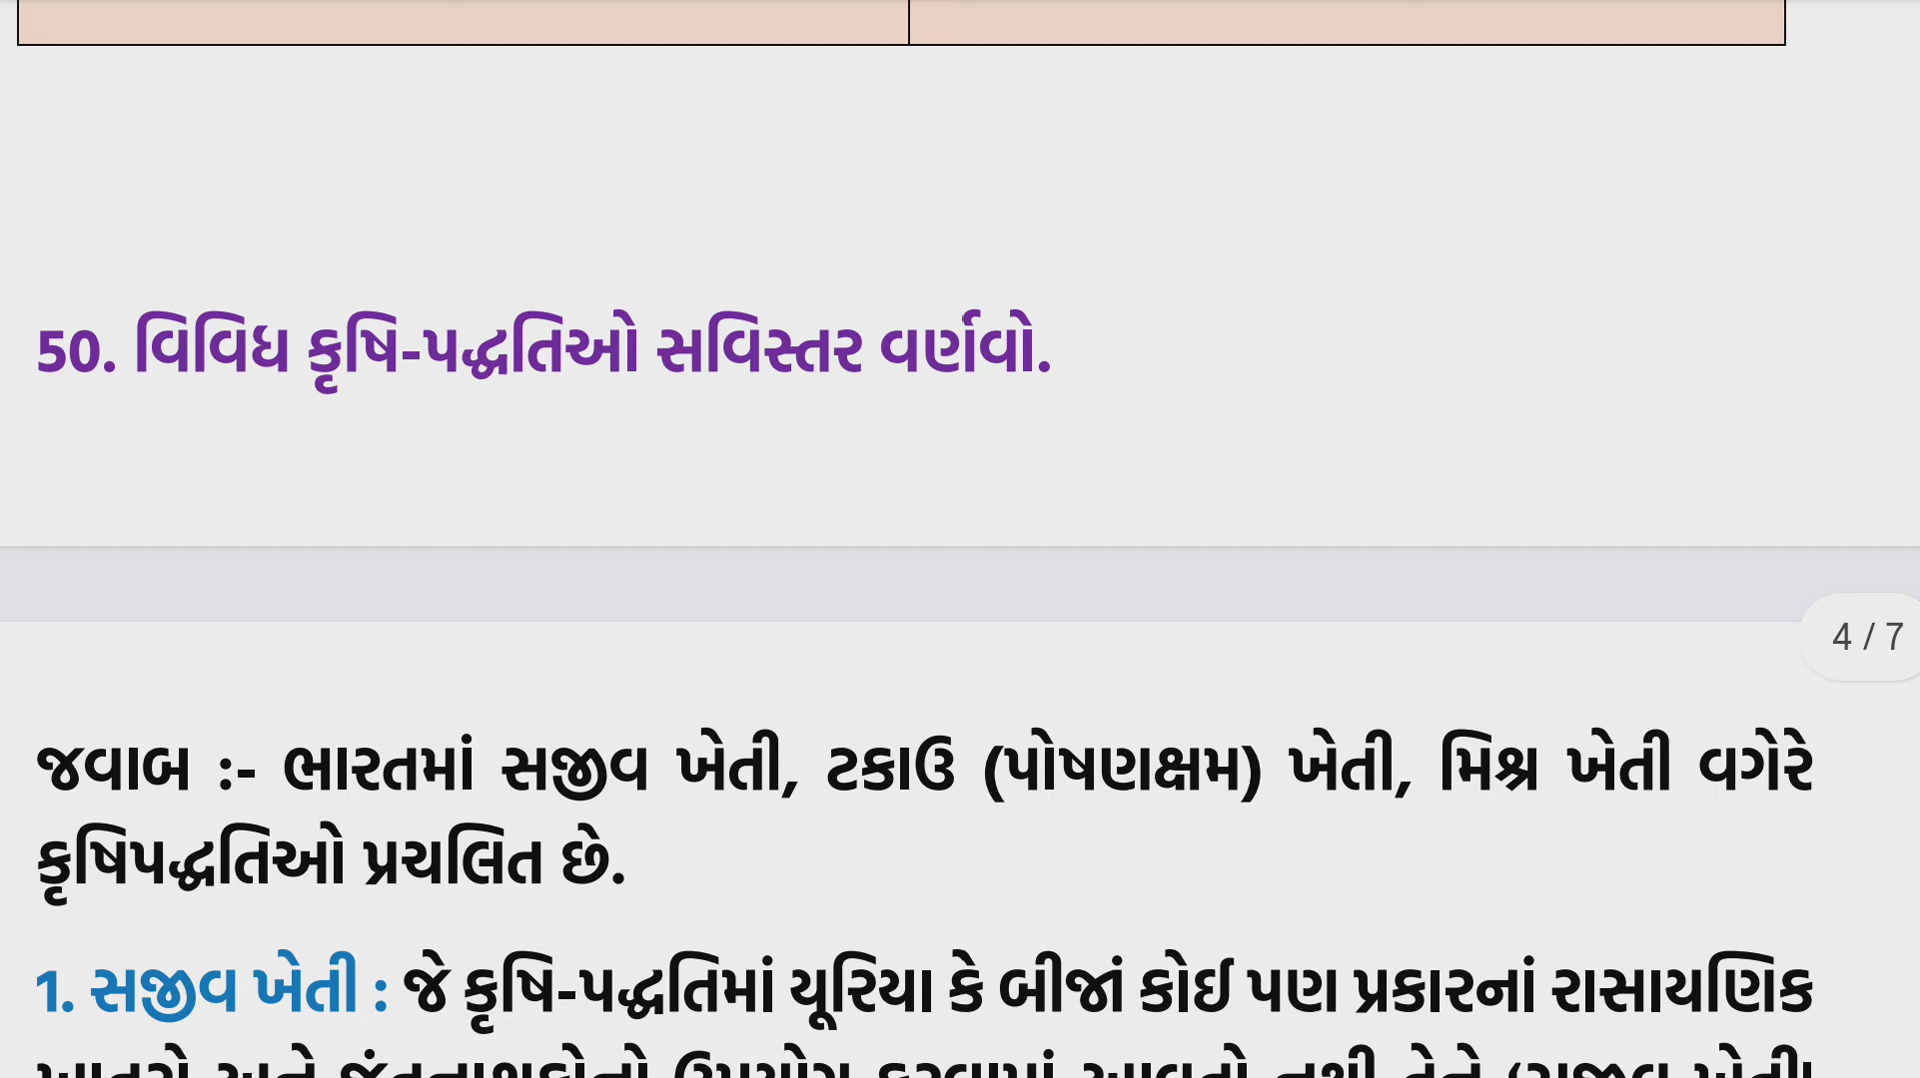 50. વિવિધ કૃષિ-પદ્ધતિઓ સવિસ્તર વર્ણવો.
4 / 7
જવાબ :- ભારતમાં સજીવ ખેતી, ટકાઉ (પોષણક્ષમ) ખેતી, મિશ્ર ખેતી વગેરે
કૃષિપદ્ધતિઓ પ્રચલિત છે.
1. સજીવ ખેતી : જે કૃષિ-પદ્ધતિમાં યૂરિયા કે બીજાં કોઈ પણ પ્રકારનાં રાસાયણિક